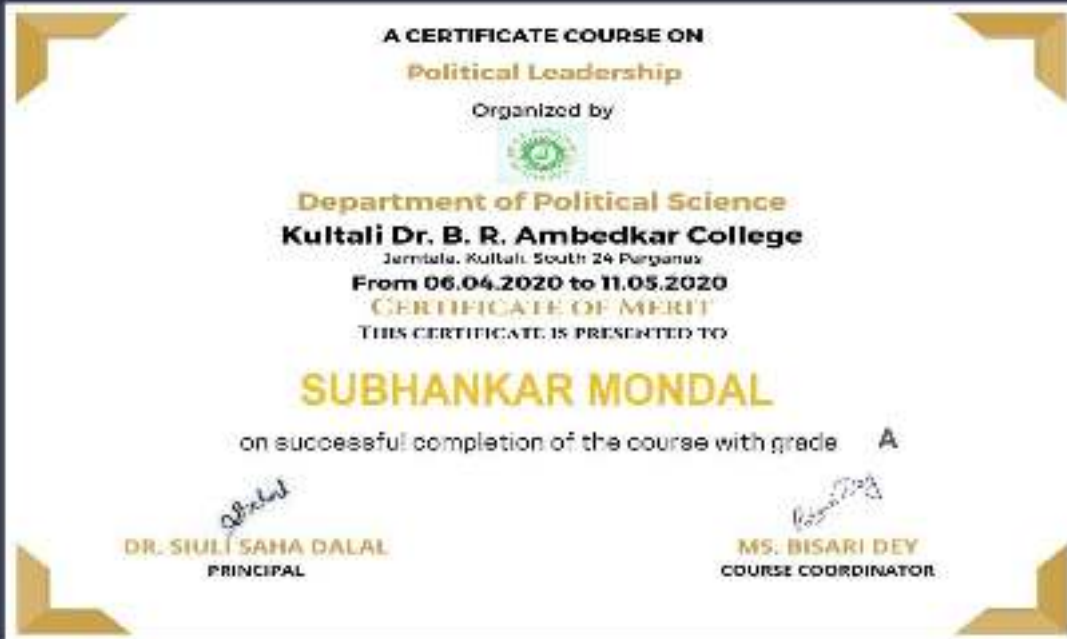 A CERTIFICATE COURSE ON
Political Leadership
Organized by
Department of Political Science
Kultali Dr. B. R. Ambedkar College
Jamtala, Kultali, South 24 Parganas
From 06.04.2020 to 11.05.2020
CERTIFICATE OF MERIT
THIS CERTIFICATE IS PRESENTED TO
SUBHANKAR MONDAL
on successful completion of the course with grade A
DR. SIULI SAHA DALAL
PRINCIPAL
MS. BISARI DEY
COURSE COORDINATOR